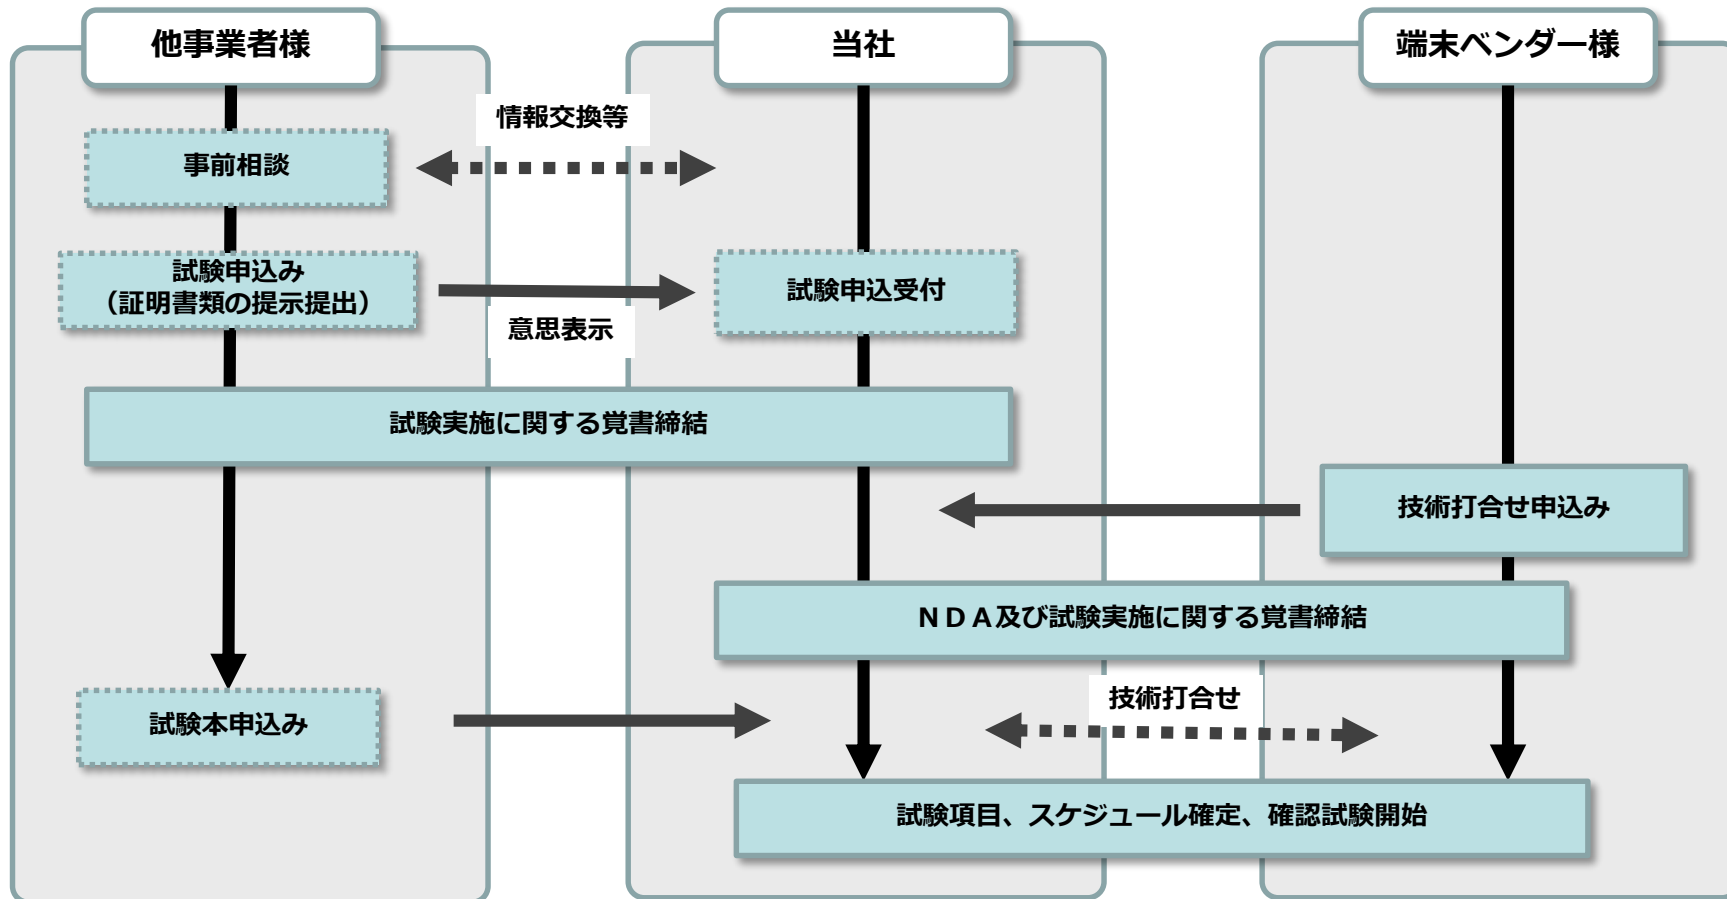 他事業者様
当社
端末ベンダー様
情報交換等
事前相談
試験申込み
（証明書類の提示提出）
試験申込受付
意思表示
試験実施に関する覚書締結
技術打合せ申込み
ＮＤＡ及び試験実施に関する覚書締結
技術打合せ
試験本申込み
試験項目、スケジュール確定、確認試験開始